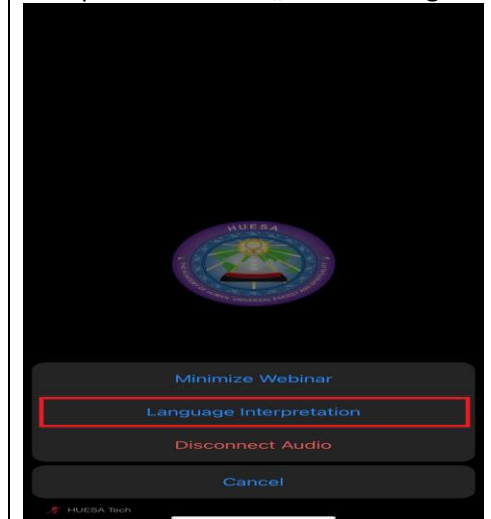 HUESA
Minimize Webinar
Language Interpretation
Disconnect Audio
Cancel
HUESA Tech